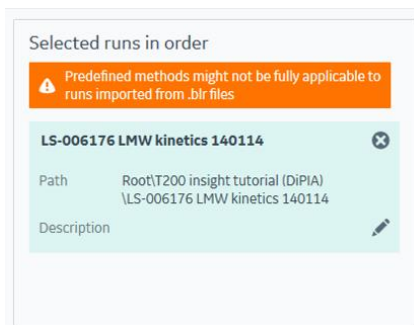 Selected runs in order
Predefined methods might not be fully applicable to
runs imported from .blr files
LS-006176 LMW kinetics 140114
Path Root\T200 insight tutorial (DiPIA)
\LS-006176 LMW kinetics 140114
Description